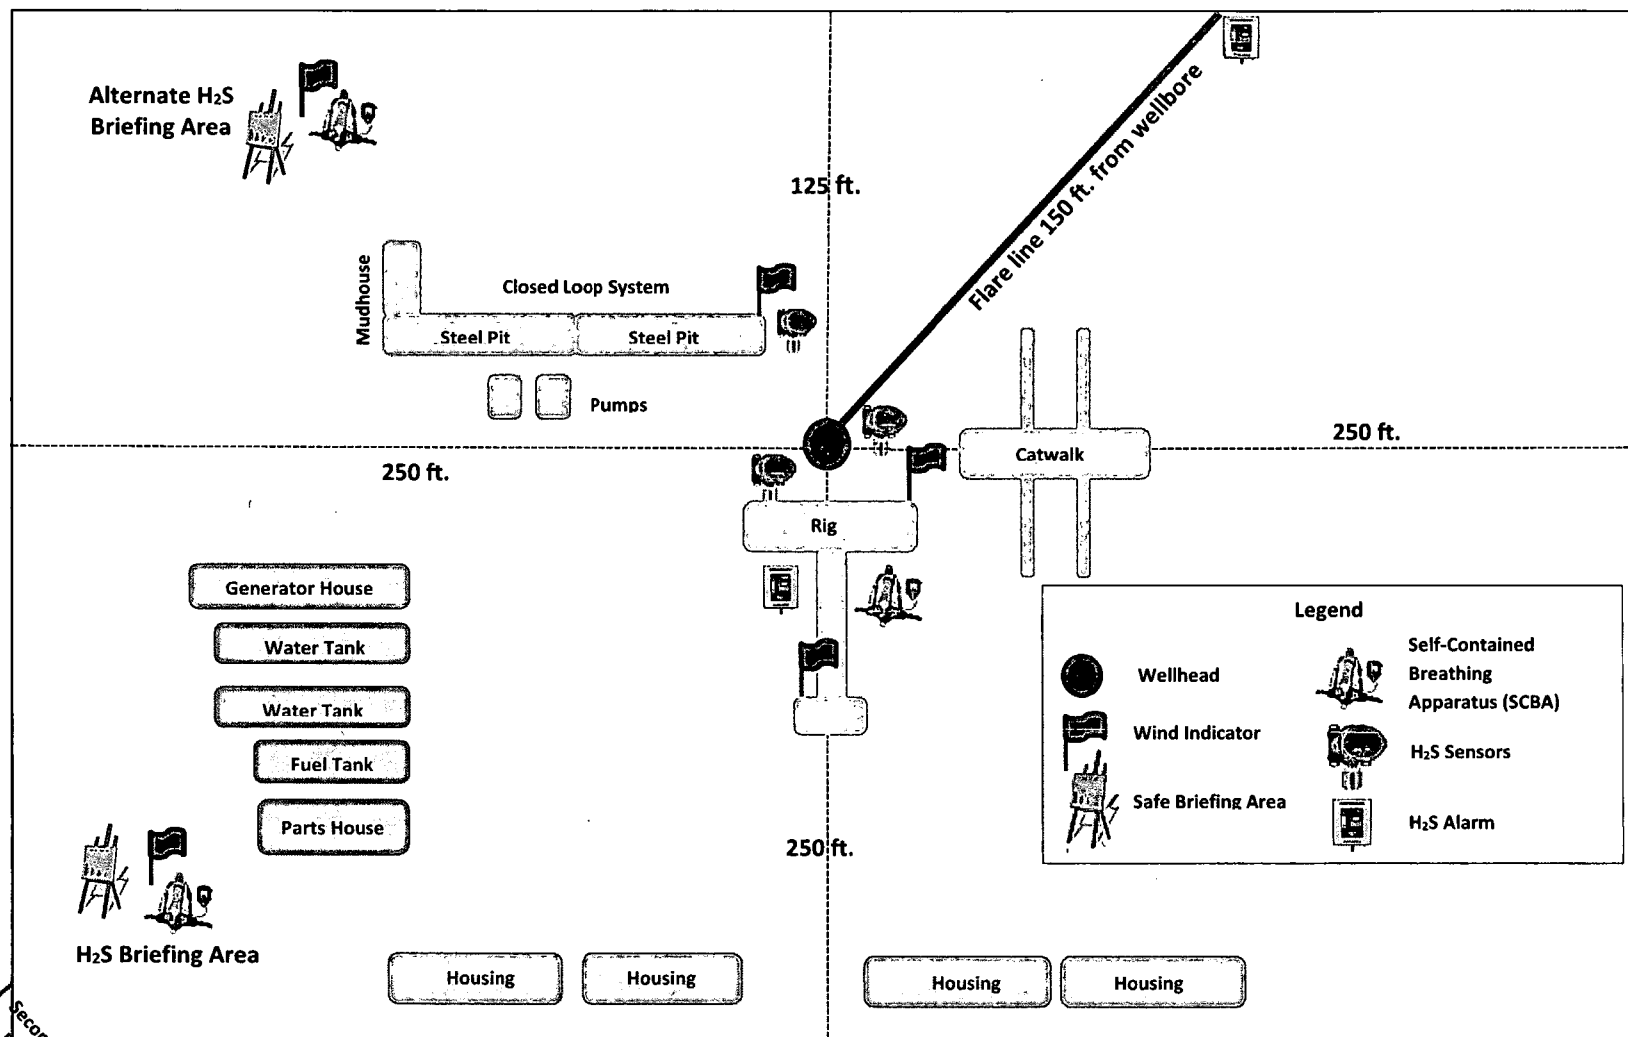 Alternate H₂S
Briefing Area
125 ft.
Flare line 150 ft. from wellbore
Mudhouse
Closed Loop System
Steel Pit
Steel Pit
Pumps
250 ft.
Catwalk
250 ft.
Rig
Generator House
Water Tank
Water Tank
Fuel Tank
Parts House
250 ft.
H₂S Briefing Area
Housing
Housing
Housing
Housing
Legend
Wellhead
Wind Indicator
Safe Briefing Area
Self-Contained
Breathing
Apparatus (SCBA)
H₂S Sensors
H₂S Alarm